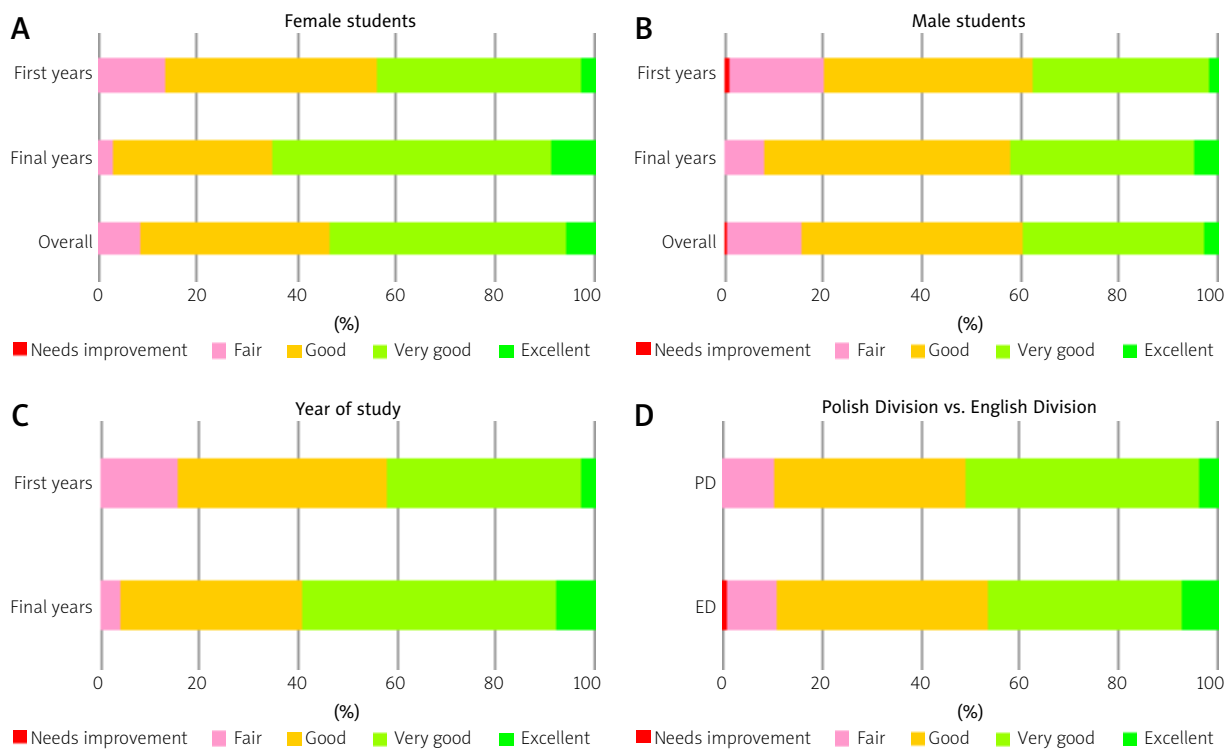 A
Female students
First years
Final years
Overall
0 20 40 60 80 100
(%)
Needs improvement Fair Good Very good Excellent
B
Male students
First years
Final years
Overall
0 20 40 60 80 100
(%)
Needs improvement Fair Good Very good Excellent
C
Year of study
First years
Final years
0 20 40 60 80 100
(%)
Needs improvement Fair Good Very good Excellent
D
Polish Division vs. English Division
PD
ED
0 20 40 60 80 100
(%)
Needs improvement Fair Good Very good Excellent